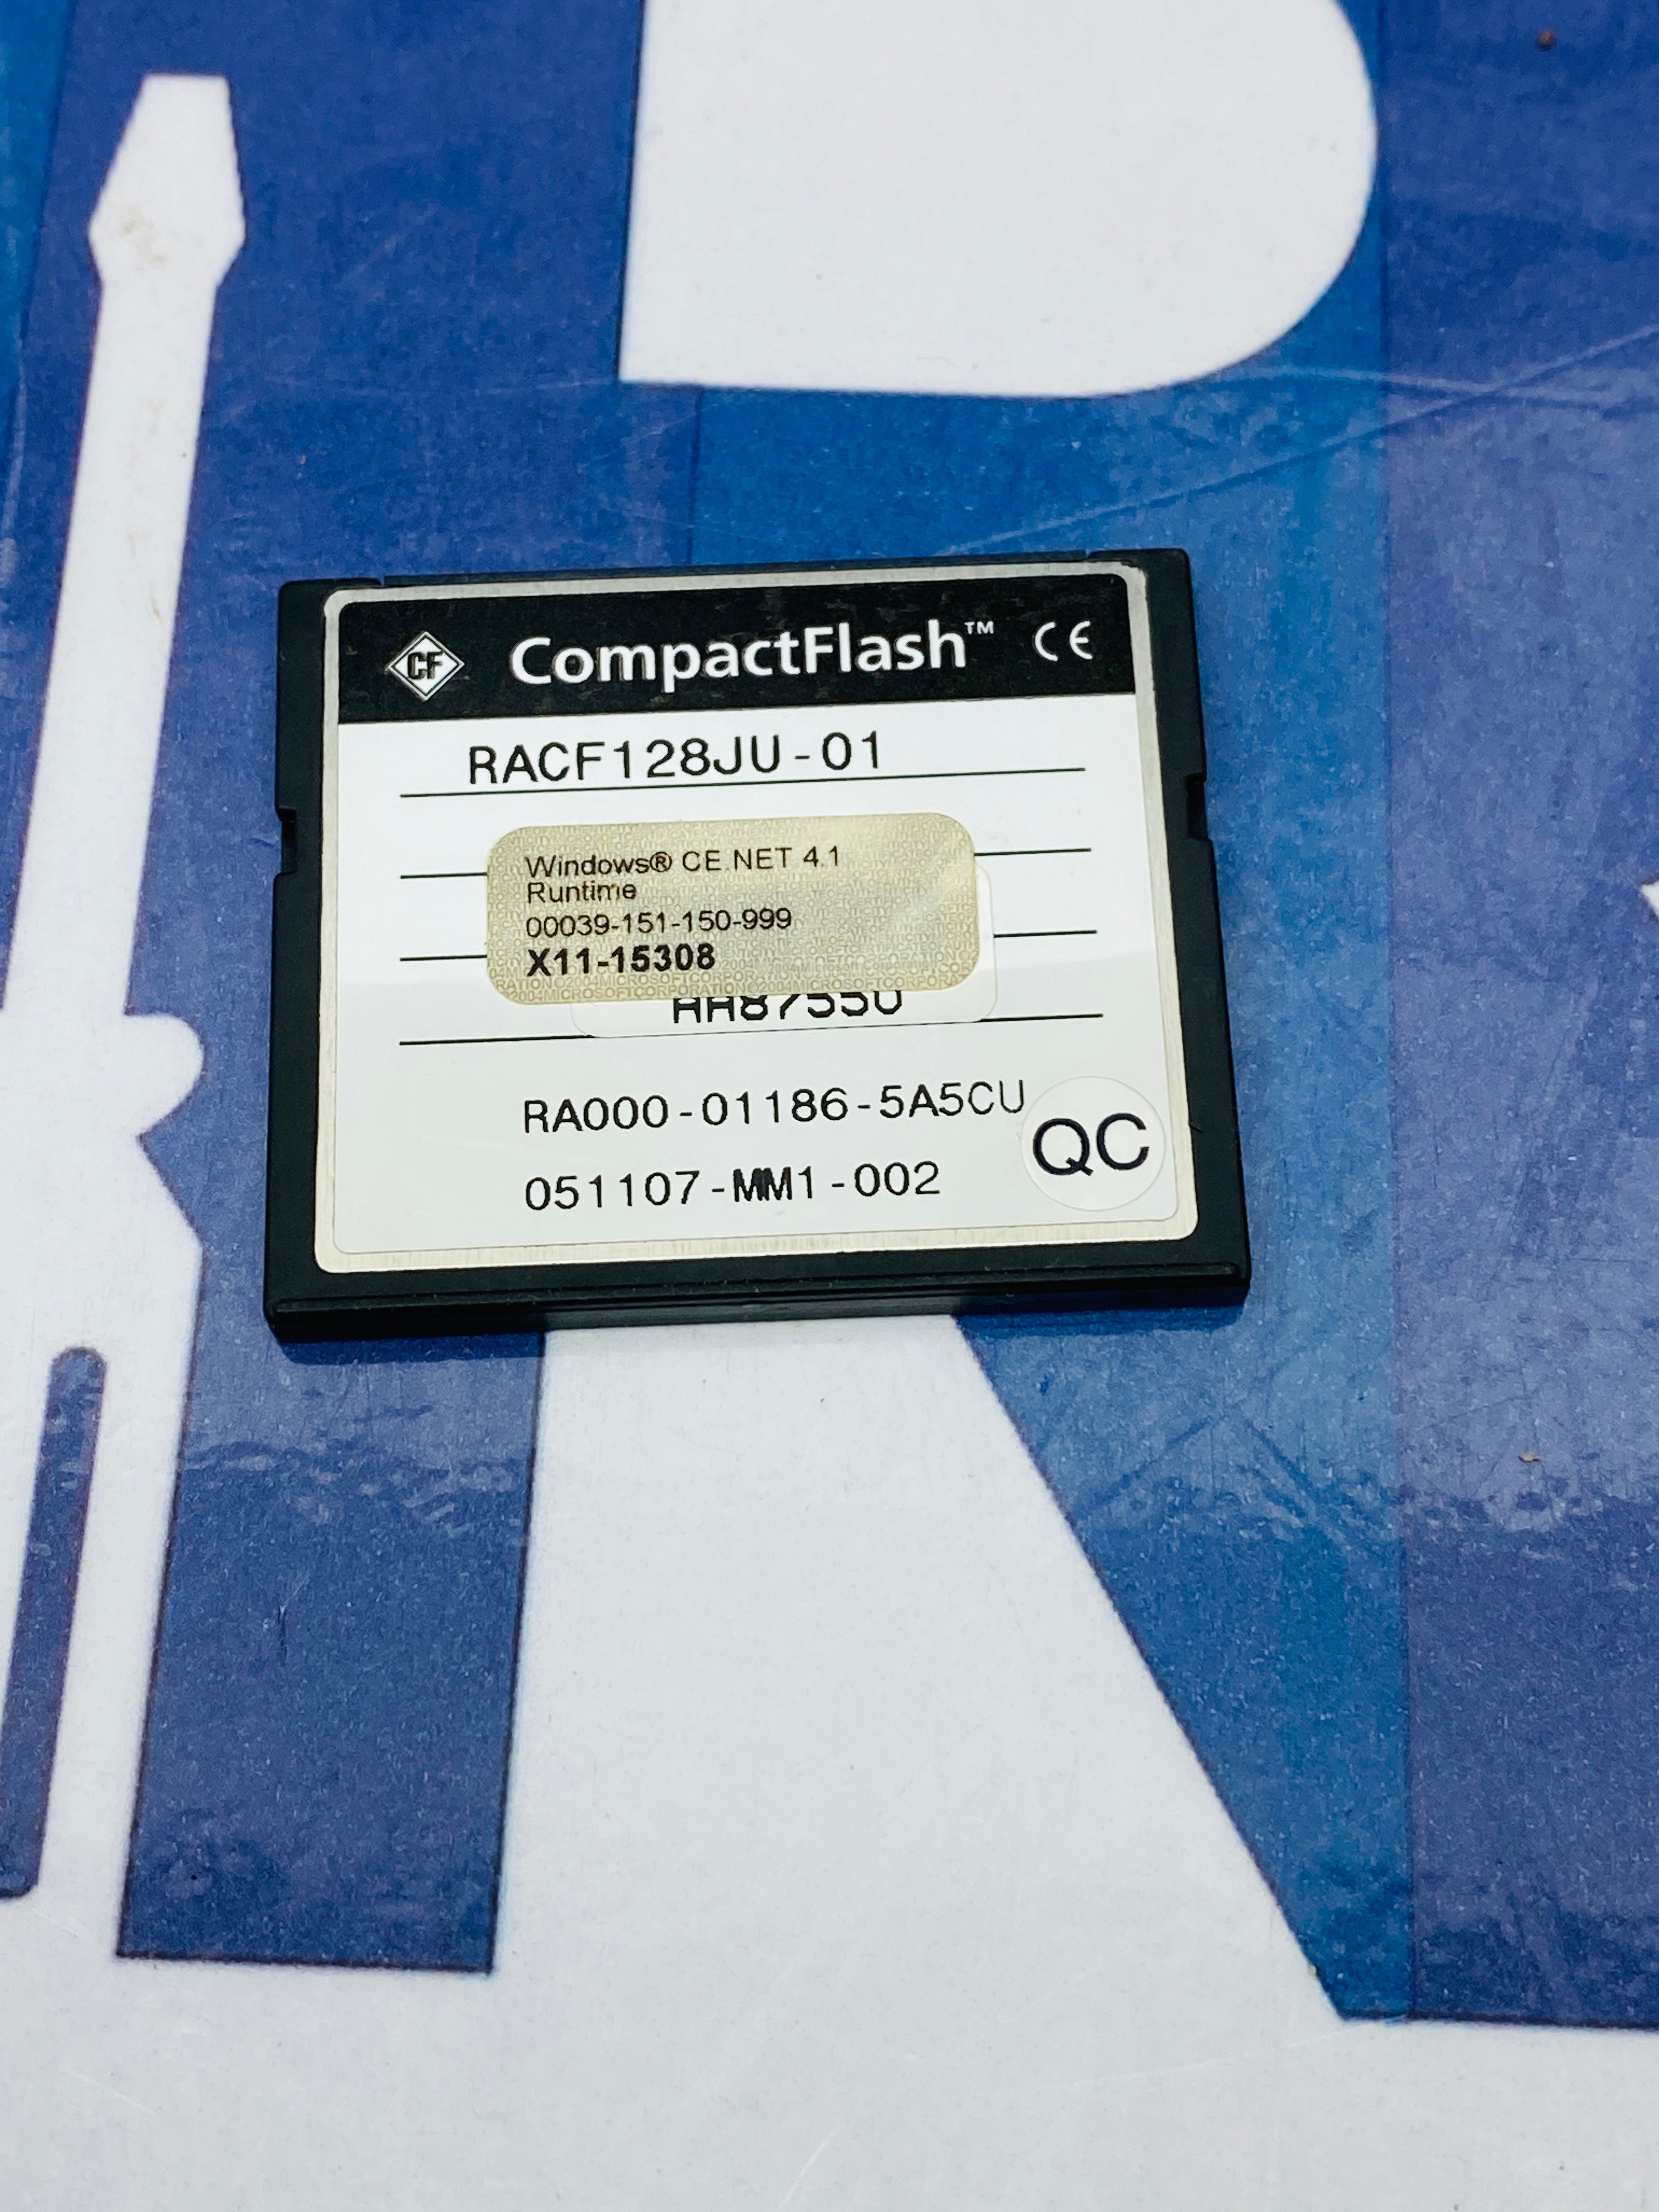 CF CompactFlash™ CE
RACF128JU-01
Windows® CE.NET 4.1
Runtime
00039-151-150-999
X11-15308
RA000-01186-5A5CU
QC
051107-MM1-002